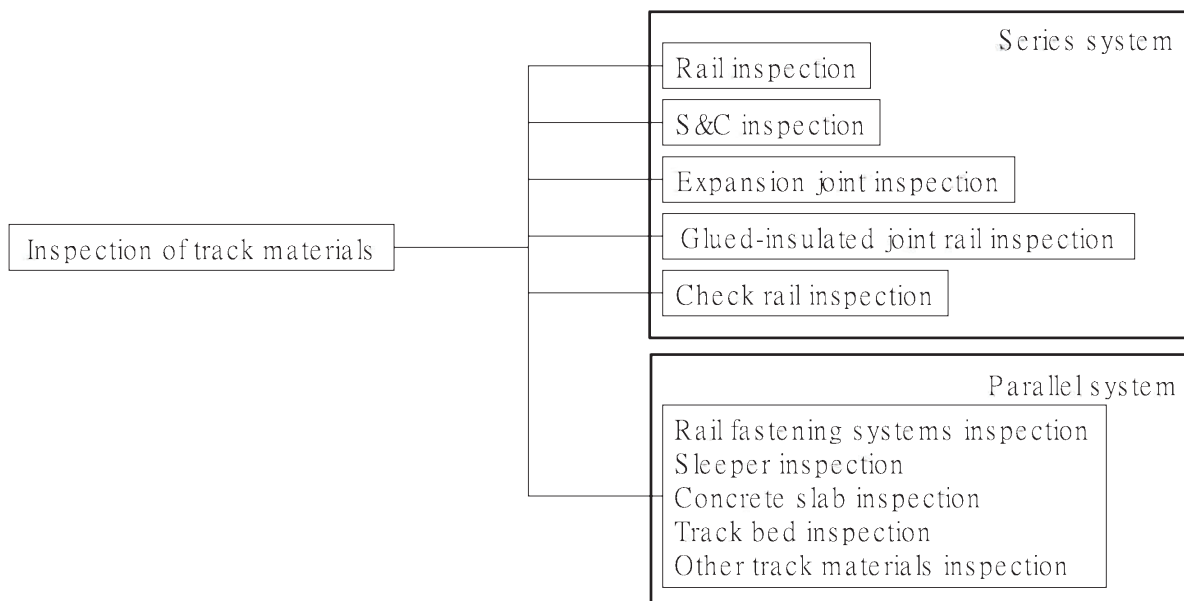 Series system
Rail inspection
S&C inspection
Expansion joint inspection
Glued-insulated joint rail inspection
Check rail inspection
Inspection of track materials
Parallel system
Rail fastening systems inspection
Sleeper inspection
Concrete slab inspection
Track bed inspection
Other track materials inspection